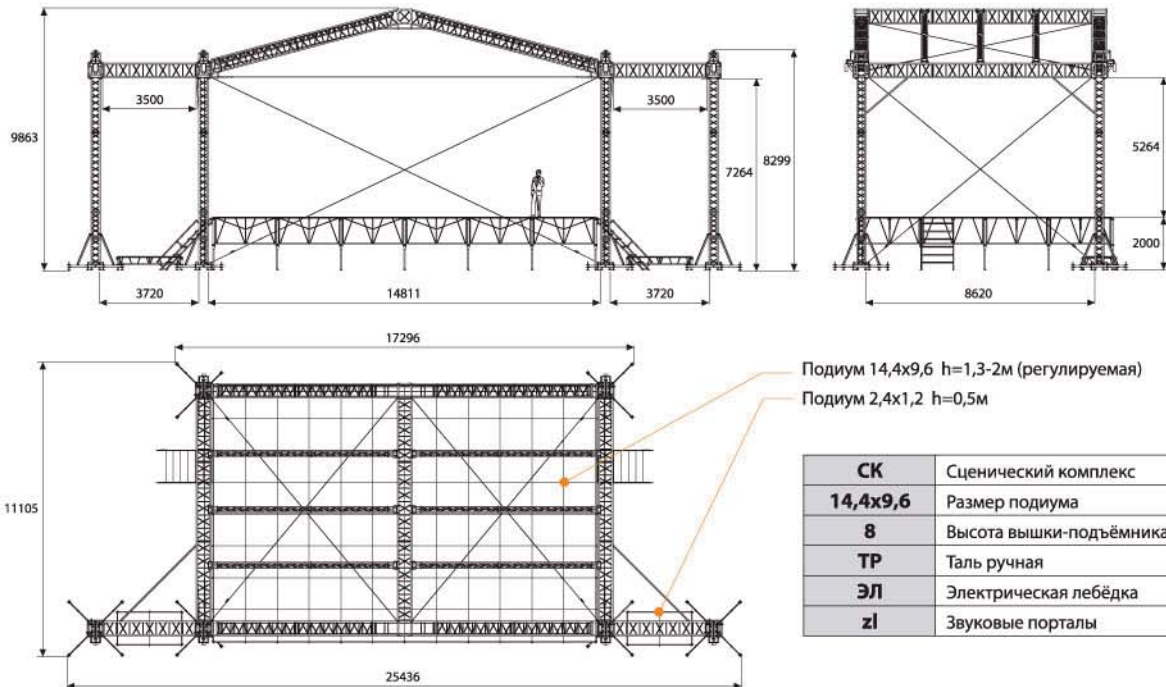 9863
3500
3500
7264
8299
5264
2000
3720
14811
3720
8620
17296
11105
25436
Подиум 14,4x9,6 h=1,3-2м (регулируемая)
Подиум 2,4x1,2 h=0,5м
СК Сценический комплекс
14,4x9,6 Размер подиума
8 Высота вышки-подъёмника
ТР Таль ручная
ЭЛ Электрическая лебёдка
zl Звуковые порталы